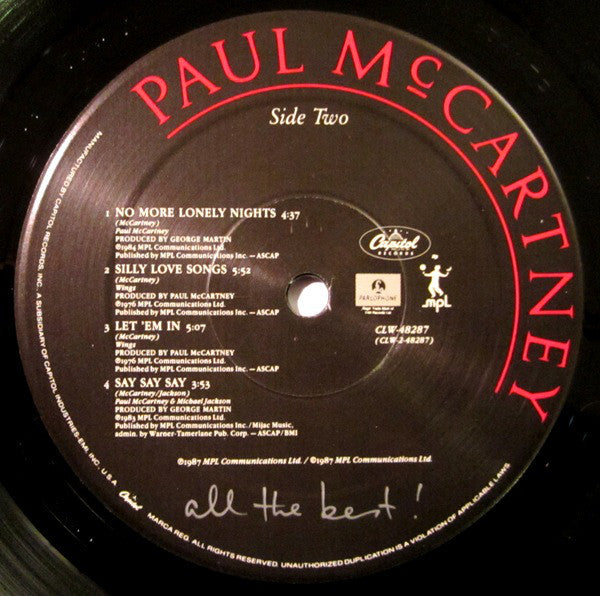 PAUL McCARTNEY
Side Two
1 NO MORE LONELY NIGHTS 4:37
(McCartney)
Paul McCartney
PRODUCED BY GEORGE MARTIN
℗1984 MPL Communications Ltd.
Published by MPL Communications Inc. — ASCAP
2 SILLY LOVE SONGS 5:52
(McCartney)
Wings
PRODUCED BY PAUL McCARTNEY
℗1976 MPL Communications Ltd.
Published by MPL Communications Inc. — ASCAP
3 LET 'EM IN 5:07
(McCartney)
Wings
PRODUCED BY PAUL McCARTNEY
℗1976 MPL Communications Ltd.
Published by MPL Communications Inc. — ASCAP
4 SAY SAY SAY 3:53
(McCartney/Jackson)
Paul McCartney & Michael Jackson
PRODUCED BY GEORGE MARTIN
℗1983 MPL Communications Ltd.
Published by MPL Communications Inc./Mijac Music,
admin. by Warner-Tamerlane Pub. Corp. — ASCAP/BMI
Capitol
RECORDS
PARLOPHONE
mpl
CLW-48287
(CLW-2-48287)
℗1987 MPL Communications Ltd. / ©1987 MPL Communications Ltd.
all the best!
MANUFACTURED BY CAPITOL RECORDS, INC., A SUBSIDIARY OF CAPITOL INDUSTRIES-EMI, INC., U.S.A. Capitol MARCA REG. ALL RIGHTS RESERVED. UNAUTHORIZED DUPLICATION IS A VIOLATION OF APPLICABLE LAWS.